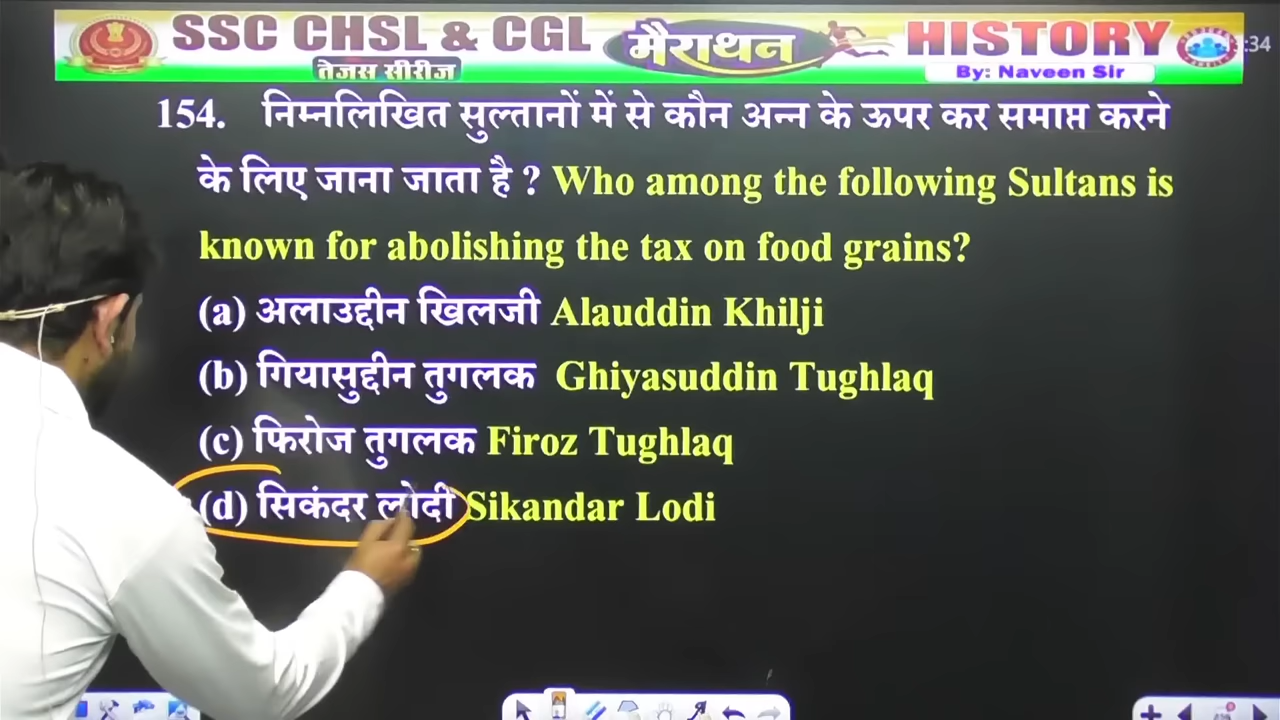 SSC CHSL & CGL मैराथन HISTORY :34
तेजस सीरीज By: Naveen Sir
154. निम्नलिखित सुल्तानों में से कौन अन्न के ऊपर कर समाप्त करने
के लिए जाना जाता है ? Who among the following Sultans is
known for abolishing the tax on food grains?
(a) अलाउद्दीन खिलजी Alauddin Khilji
(b) गियासुद्दीन तुगलक Ghiyasuddin Tughlaq
(c) फिरोज तुगलक Firoz Tughlaq
(d) सिकंदर लोदी Sikandar Lodi